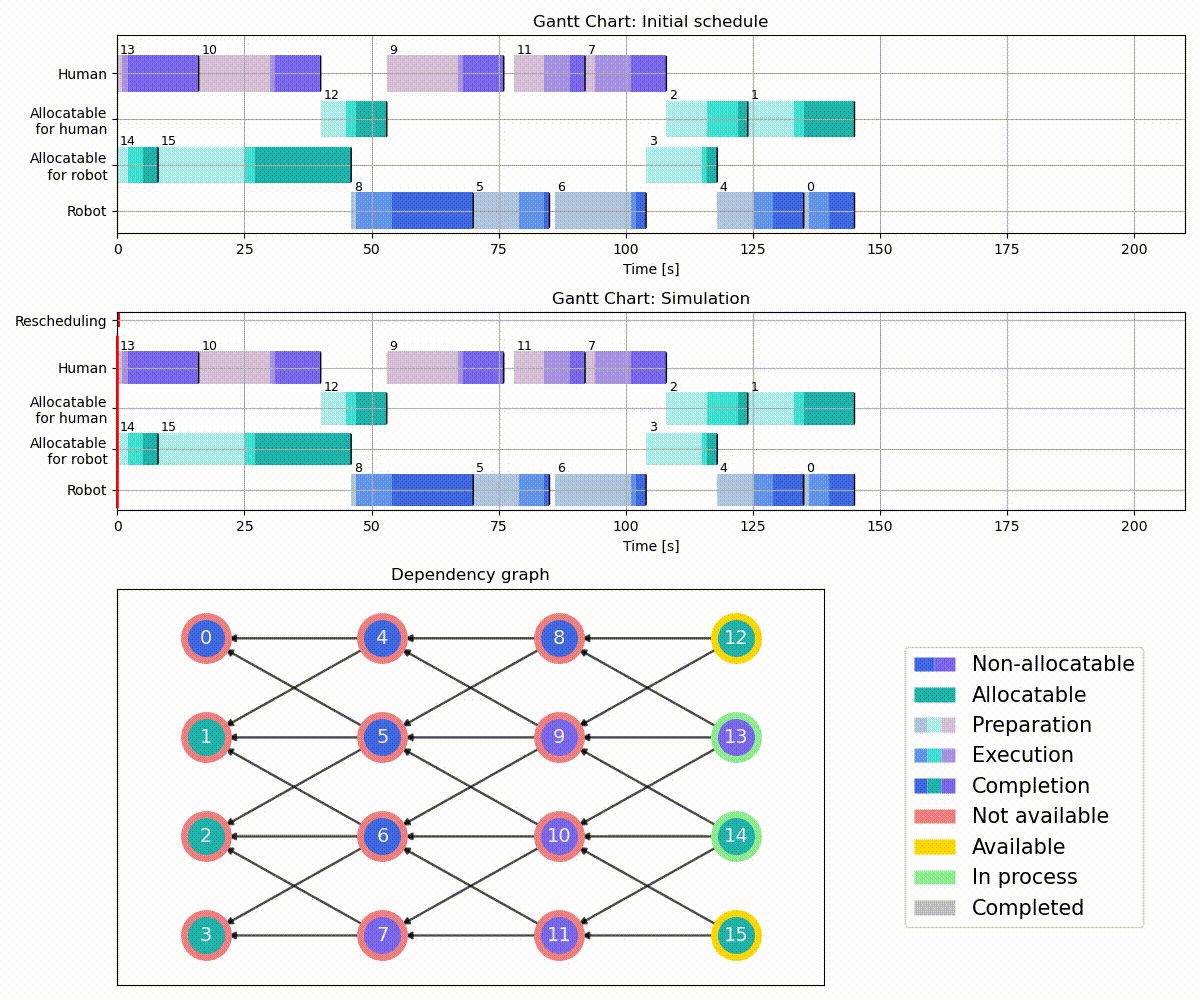 Gantt Chart: Initial schedule
13 10 9 11 7
Human
12 2 1
Allocatable
for human
14 15 3
Allocatable
for robot
8 5 6 4 0
Robot
0 25 50 75 100 125 150 175 200
Time [s]
Gantt Chart: Simulation
Rescheduling
13 10 9 11 7
Human
12 2 1
Allocatable
for human
14 15 3
Allocatable
for robot
8 5 6 4 0
Robot
0 25 50 75 100 125 150 175 200
Time [s]
Dependency graph
0 4 8 12
1 5 9 13
2 6 10 14
3 7 11 15
Non-allocatable
Allocatable
Preparation
Execution
Completion
Not available
Available
In process
Completed